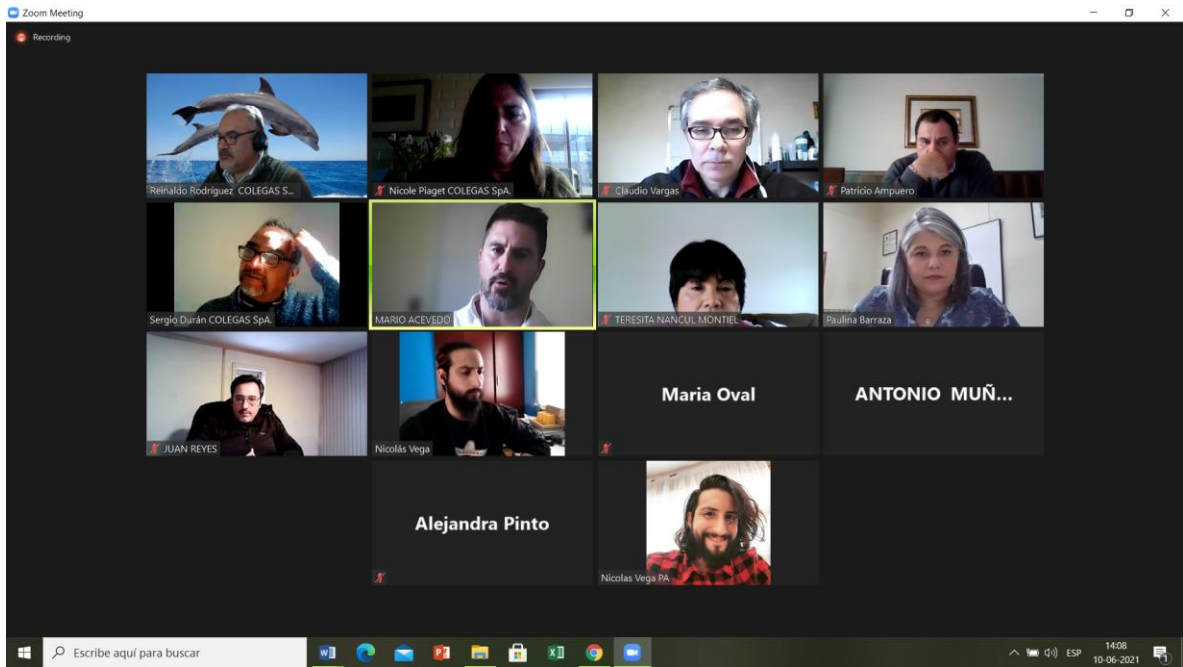 Zoom Meeting
Recording
Reinaldo Rodríguez COLEGAS S...
Nicole Piaget COLEGAS SpA.
Claudio Vargas
Patricio Ampuero
Sergio Durán COLEGAS SpA.
MARIO ACEVEDO
TERESITA NANCUL MONTIEL
Paulina Barraza
JUAN REYES
Nicolás Vega
Maria Oval
ANTONIO MUÑ...
Alejandra Pinto
Nicolas Vega PA
Escribe aquí para buscar
ESP
14:08
10-06-2021
1